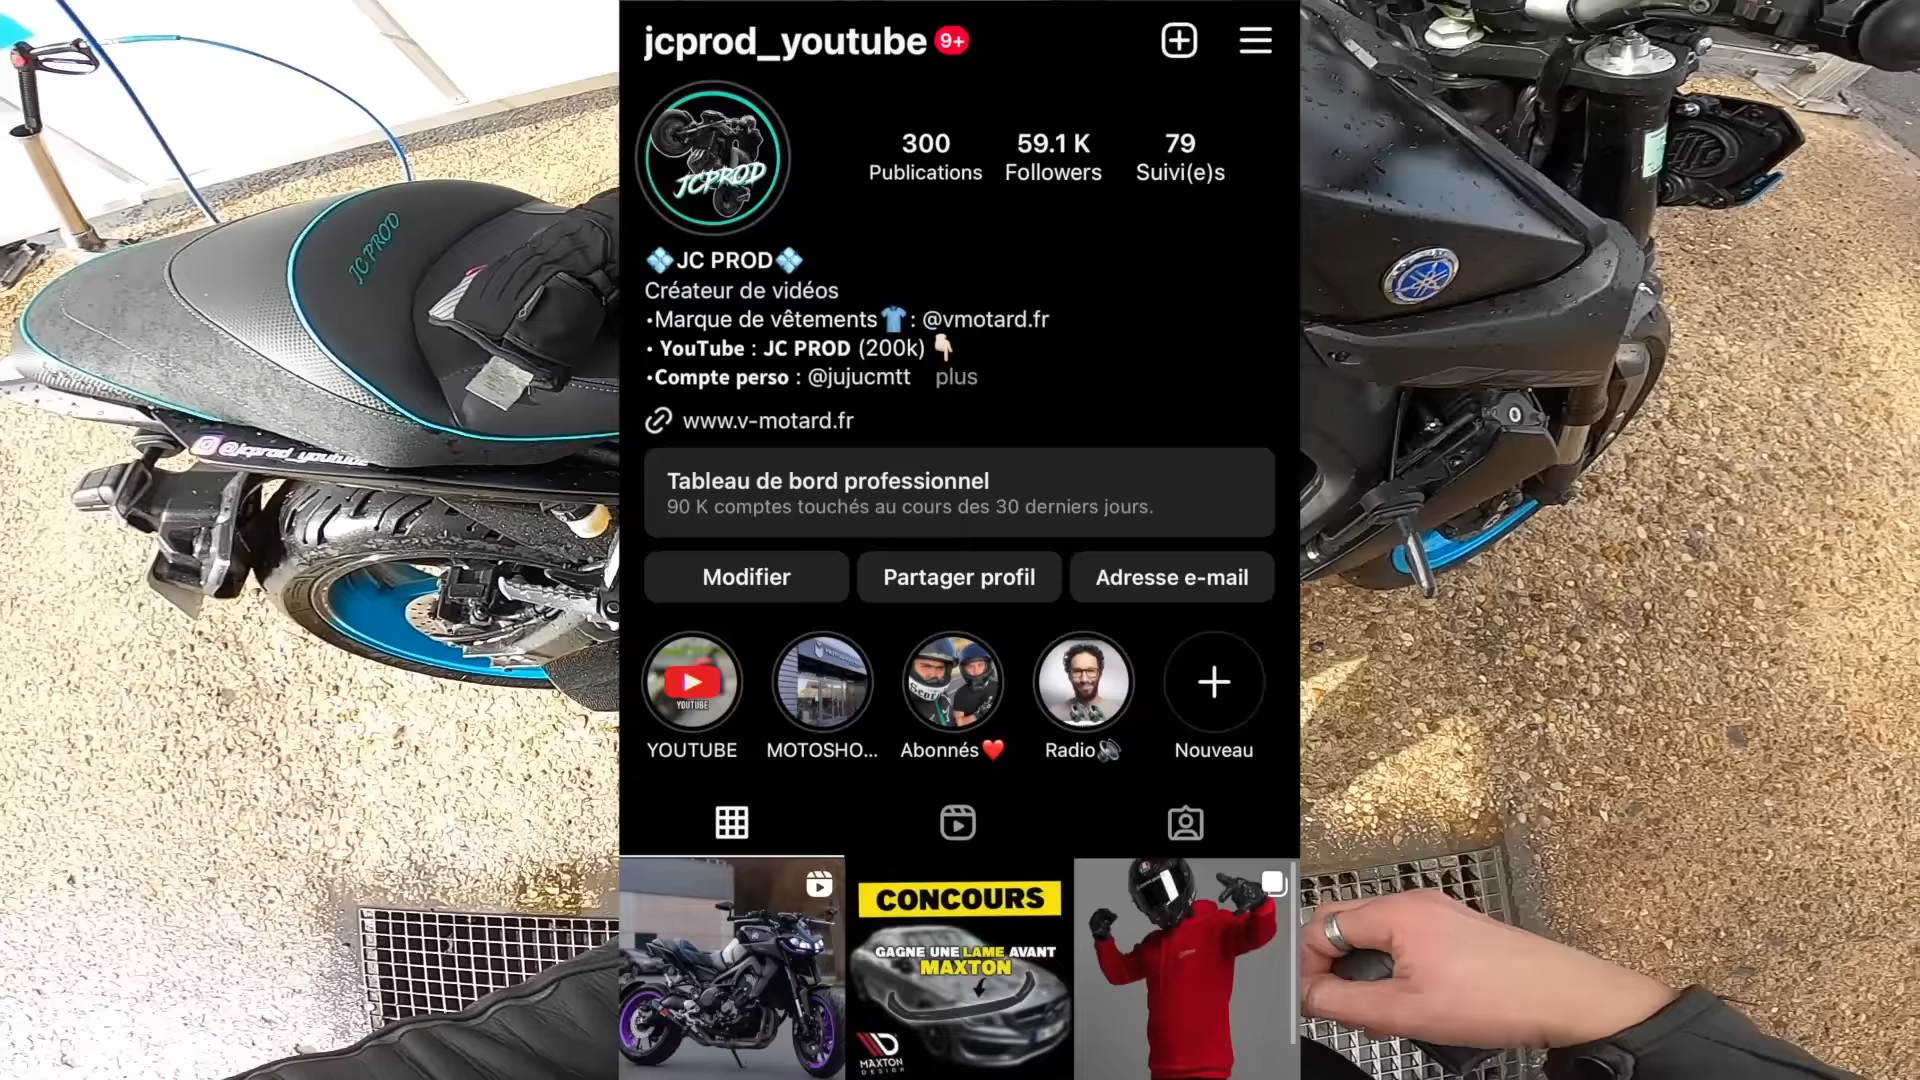 jcprod_youtube 9+
JCPROD
300 59.1 K 79
Publications Followers Suivi(e)s
💠JC PROD💠
Créateur de vidéos
•Marque de vêtements👕: @vmotard.fr
• YouTube : JC PROD (200k) 👇🏻
•Compte perso : @jujucmtt plus
www.v-motard.fr
Tableau de bord professionnel
90 K comptes touchés au cours des 30 derniers jours.
Modifier Partager profil Adresse e-mail
YOUTUBE
YOUTUBE MOTOSHO... Abonnés❤️ Radio🔊 Nouveau
CONCOURS
GAGNE UNE LAME AVANT
MAXTON
MAXTON
DESIGN
JC PROD
@jcprod_youtube